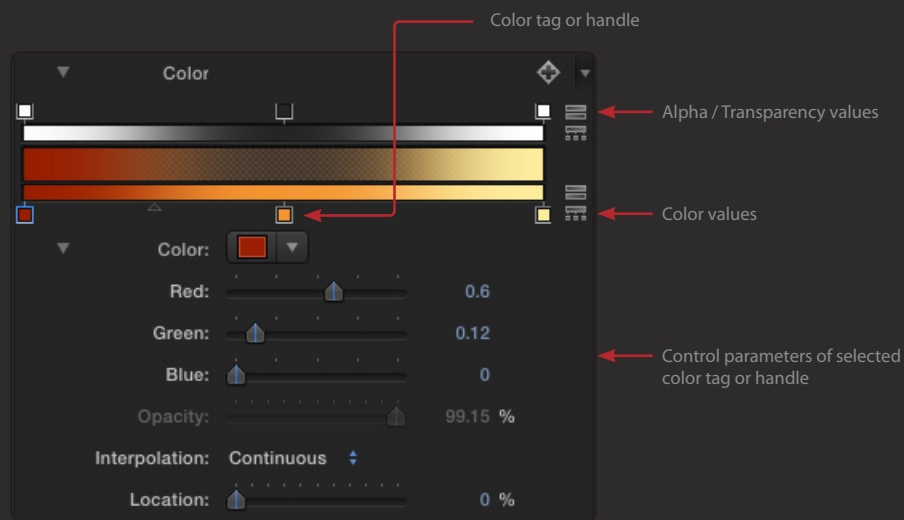 Color tag or handle
Color
Alpha / Transparency values
Color values
Color:
Red: 0.6
Green: 0.12
Blue: 0
Control parameters of selected
color tag or handle
Opacity: 99.15 %
Interpolation: Continuous
Location: 0 %